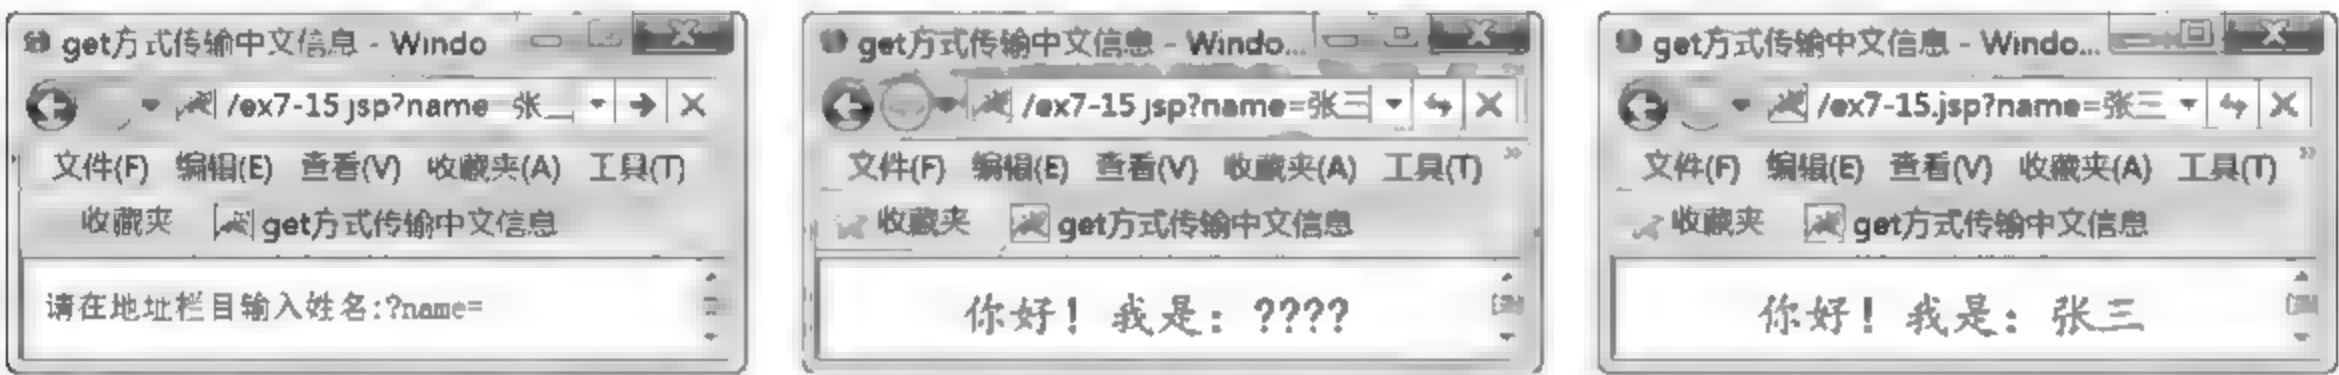 get方式传输中文信息 - Windo
/ex7-15 jsp?name=张
文件(F) 编辑(E) 查看(V) 收藏夹(A) 工具(T)
收藏夹 get方式传输中文信息
请在地址栏目输入姓名:?name=
get方式传输中文信息 - Windo...
/ex7-15 jsp?name=张三
文件(F) 编辑(E) 查看(V) 收藏夹(A) 工具(T) »
收藏夹 get方式传输中文信息
你好！我是：????
get方式传输中文信息 - Windo...
/ex7-15.jsp?name=张三
文件(F) 编辑(E) 查看(V) 收藏夹(A) 工具(T) »
收藏夹 get方式传输中文信息
你好！我是：张三